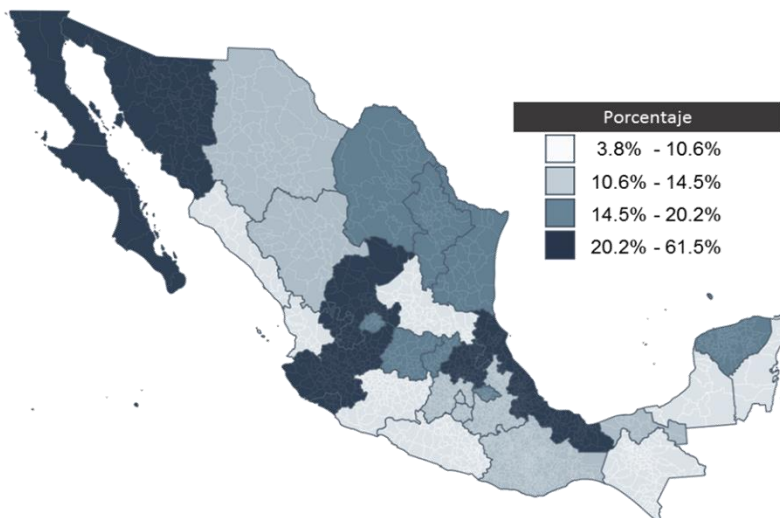 Porcentaje
3.8% - 10.6%
10.6% - 14.5%
14.5% - 20.2%
20.2% - 61.5%